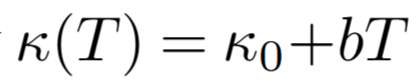 κ(T) = κ₀+bT